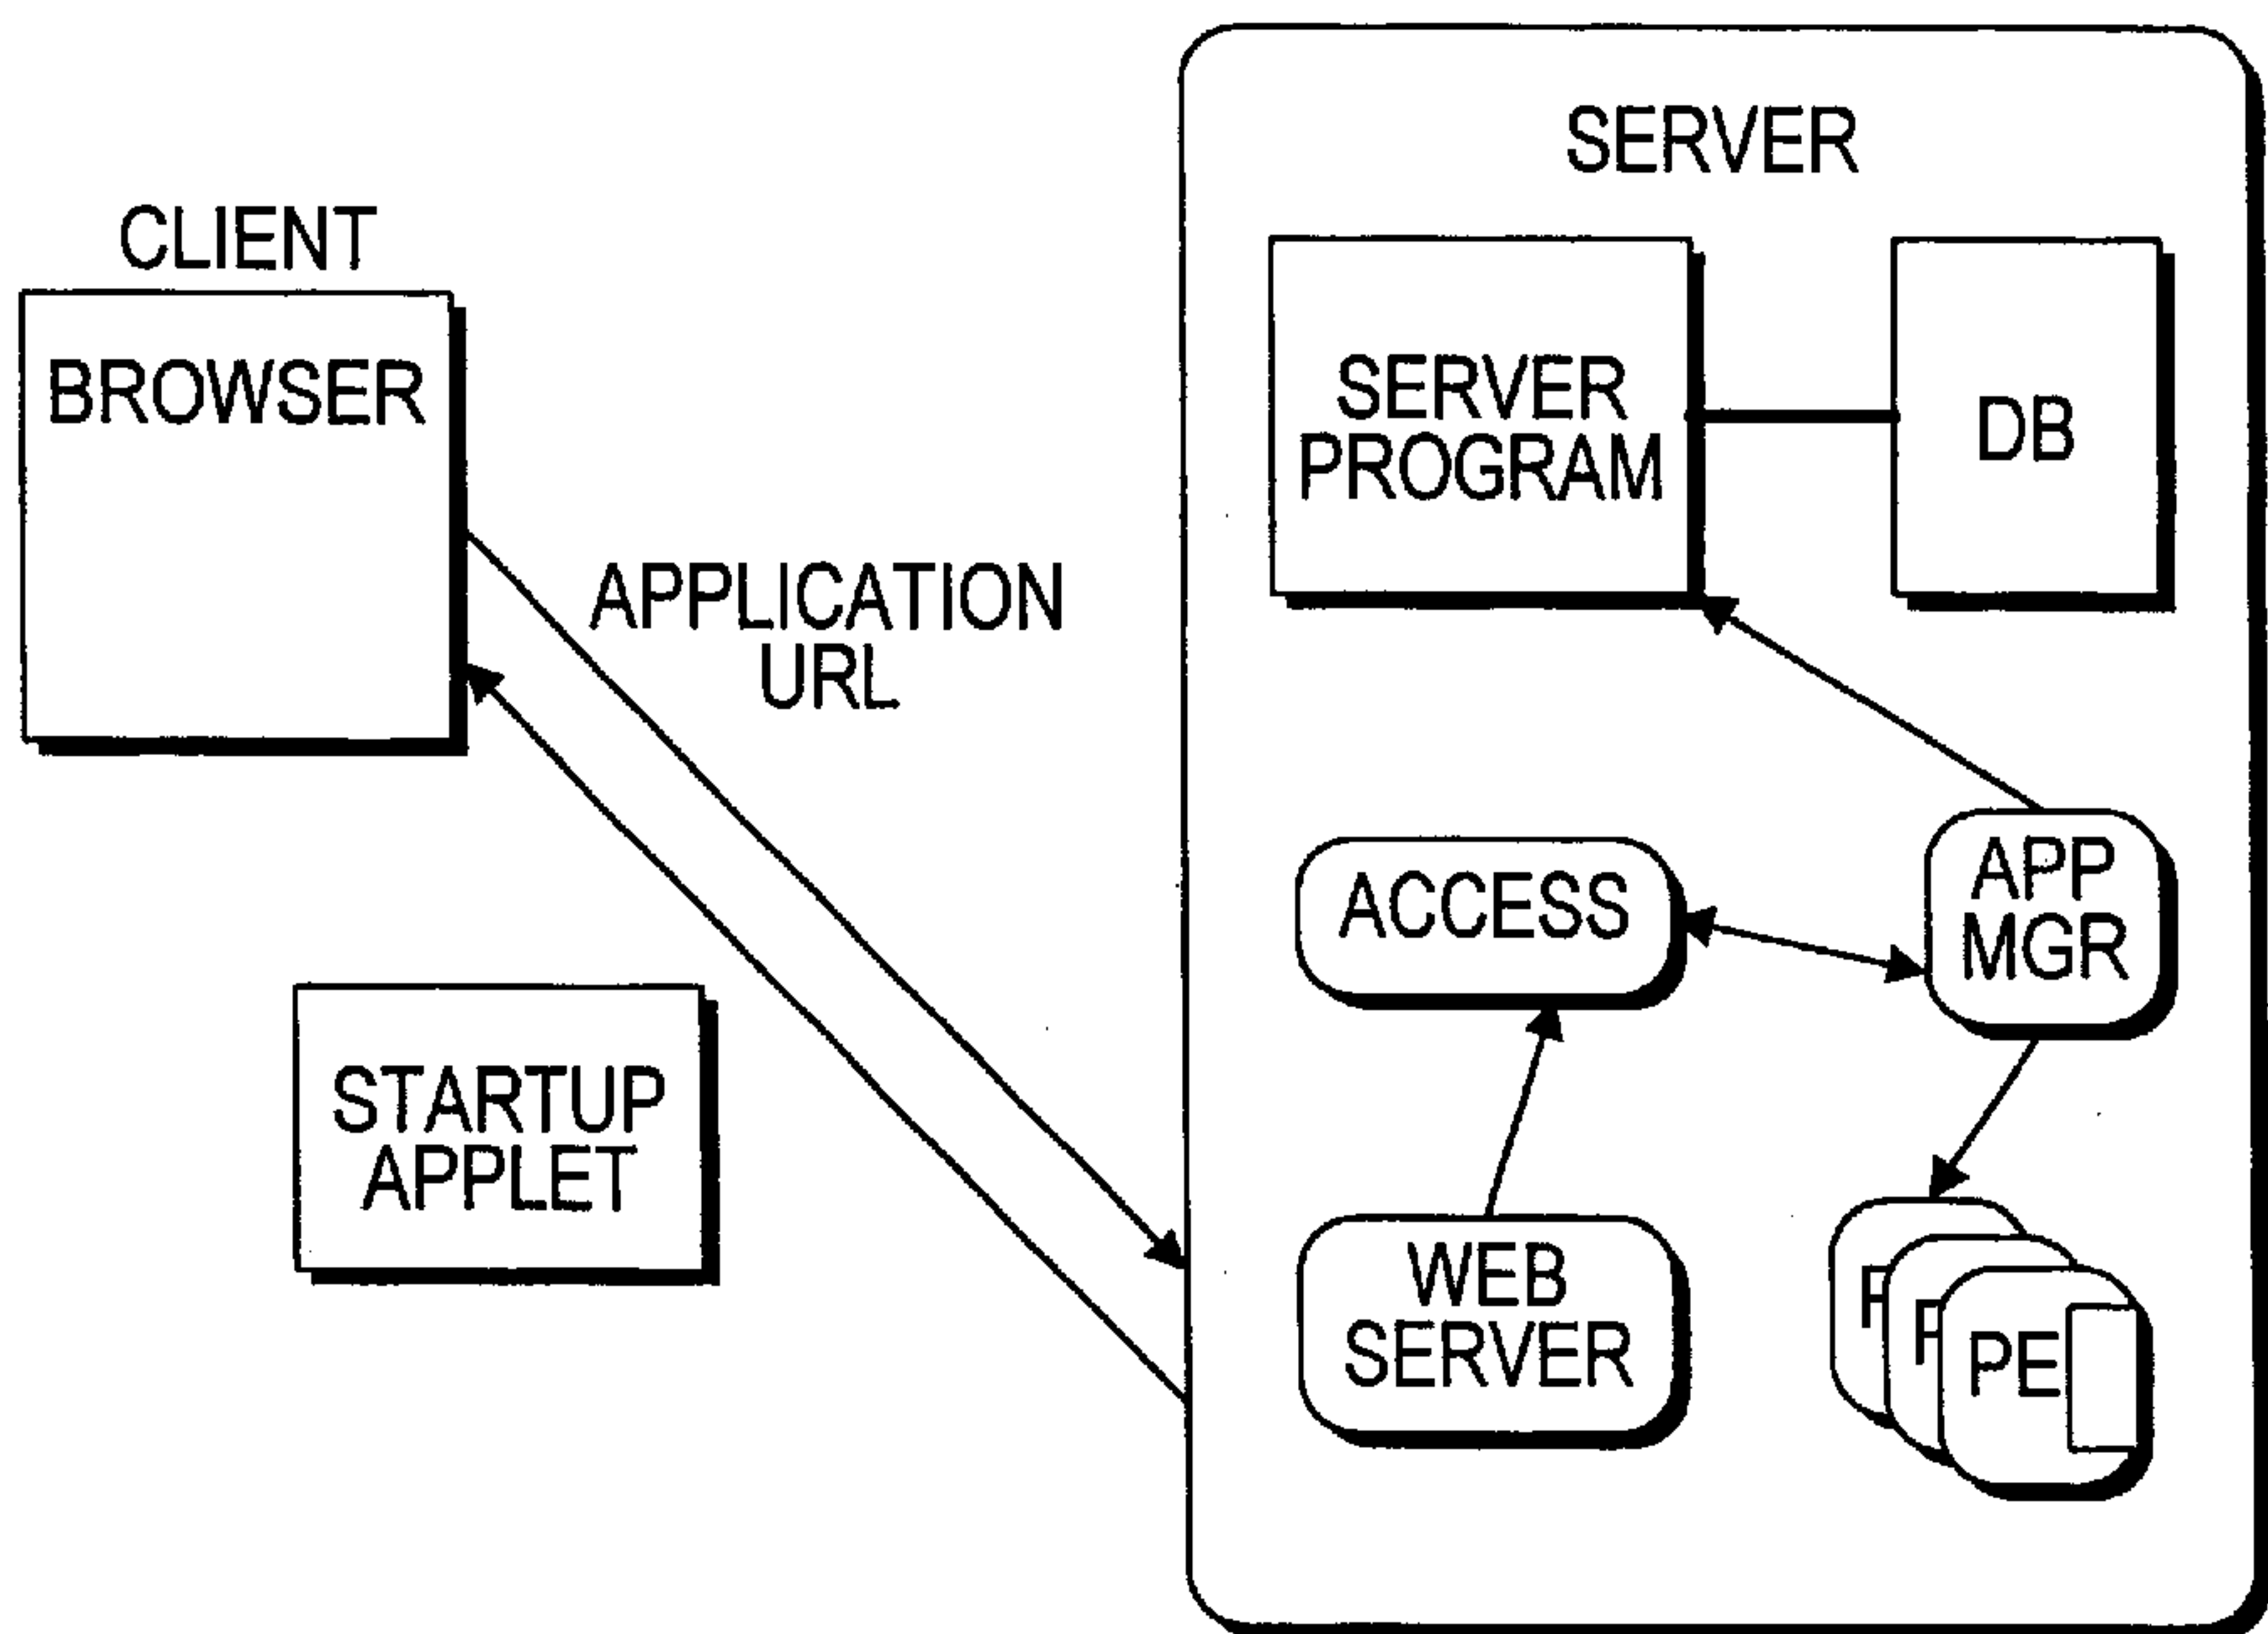 CLIENT
BROWSER
APPLICATION
URL
STARTUP
APPLET
SERVER
SERVER
PROGRAM
DB
ACCESS
APP
MGR
WEB
SERVER
P
P
PE